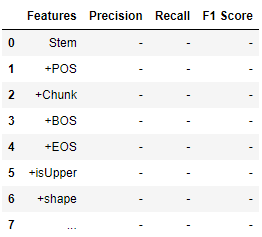 Features Precision Recall F1 Score
0 Stem - - -
1 +POS - - -
2 +Chunk - - -
3 +BOS - - -
4 +EOS - - -
5 +isUpper - - -
6 +shape - - -
7 ... - - -